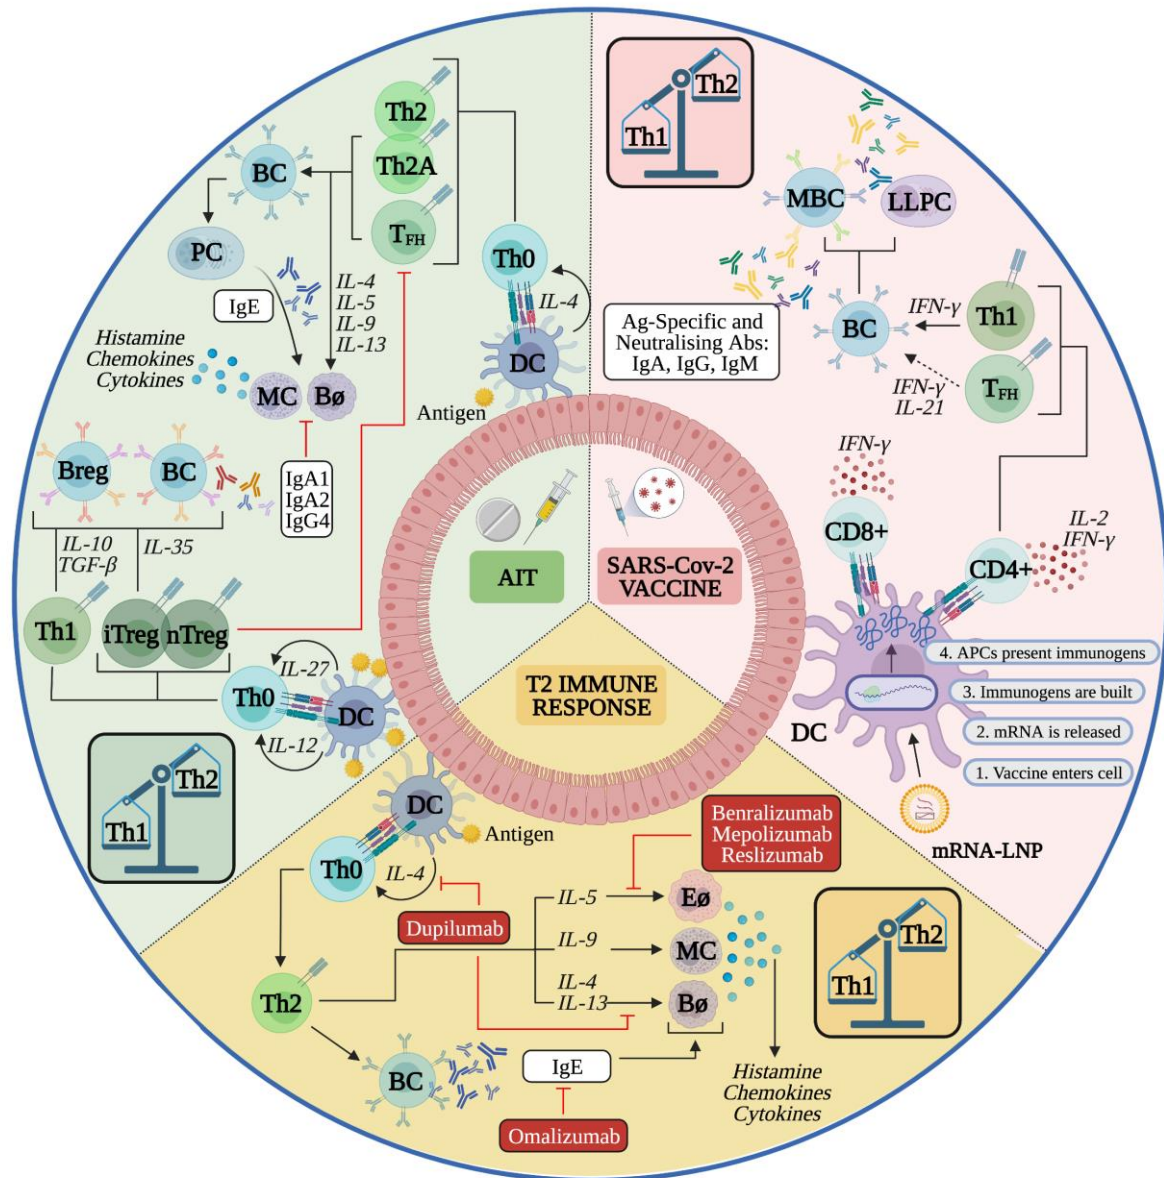 Th2
Th2A
TFH
BC
PC
IgE
IL-4
IL-5
IL-9
IL-13
Histamine
Chemokines
Cytokines
MC
Bø
Th0
IL-4
DC
Antigen
Breg
BC
IgA1
IgA2
IgG4
IL-10
TGF-β
IL-35
Th1
iTreg
nTreg
Th0
IL-27
IL-12
DC
Th2
Th1
AIT
SARS-Cov-2
VACCINE
T2 IMMUNE
RESPONSE
Th2
Th1
MBC
LLPC
Ag-Specific and
Neutralising Abs:
IgA, IgG, IgM
BC
IFN-γ
Th1
TFH
IFN-γ
IL-21
IFN-γ
CD8+
IL-2
IFN-γ
CD4+
4. APCs present immunogens
3. Immunogens are built
2. mRNA is released
1. Vaccine enters cell
DC
mRNA-LNP
DC
Antigen
Th0
IL-4
Dupilumab
Benralizumab
Mepolizumab
Reslizumab
IL-5
Eø
IL-9
MC
IL-4
IL-13
Bø
Th2
BC
IgE
Omalizumab
Histamine
Chemokines
Cytokines
Th2
Th1